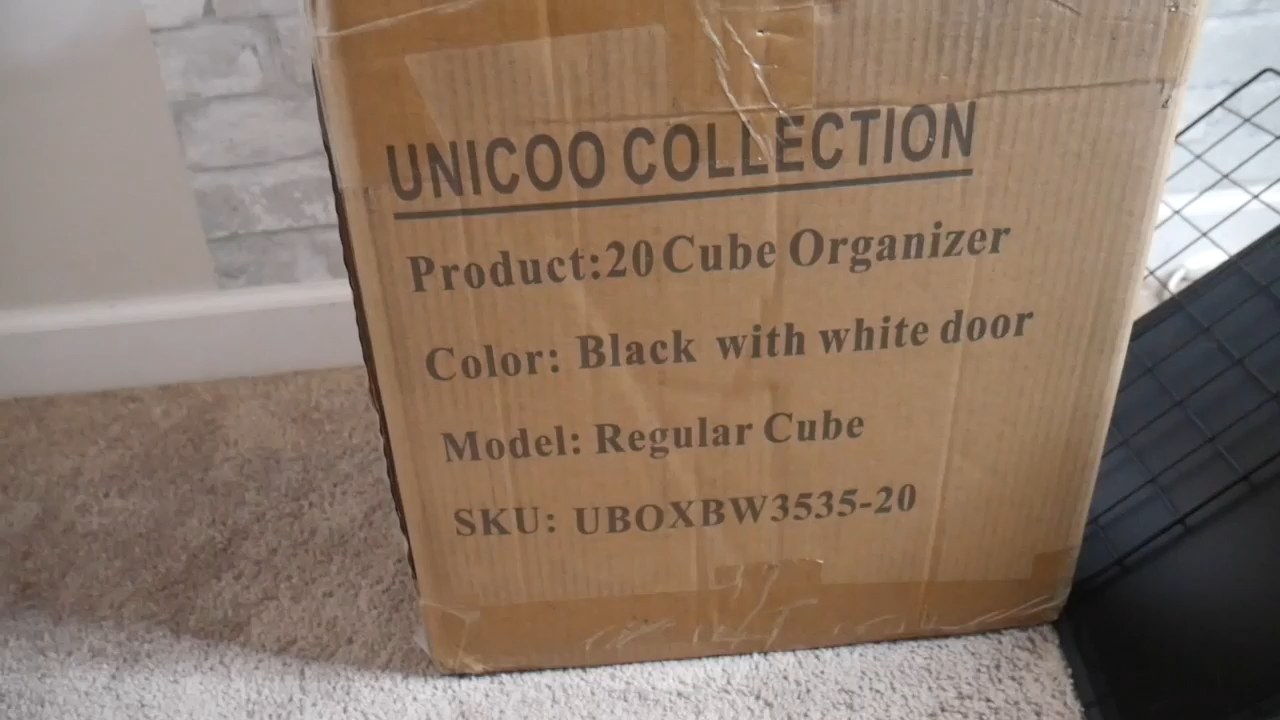 UNICOO COLLECTION
Product:20 Cube Organizer
Color: Black with white door
Model: Regular Cube
SKU: UBOXBW3535-20